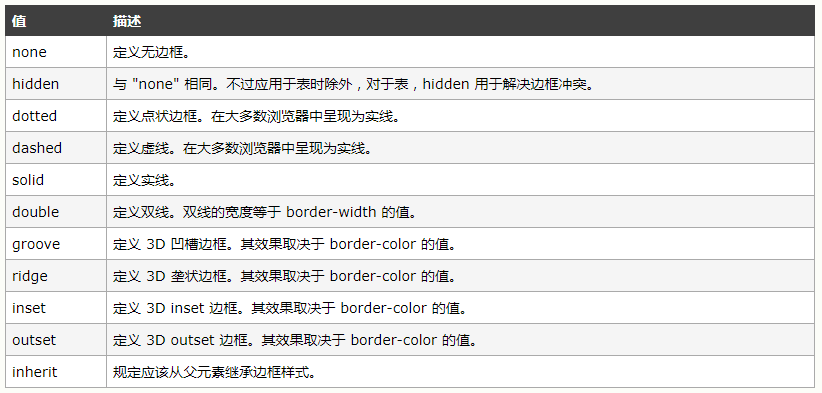 值 描述
none 定义无边框。
hidden 与 "none" 相同。不过应用于表时除外，对于表，hidden 用于解决边框冲突。
dotted 定义点状边框。在大多数浏览器中呈现为实线。
dashed 定义虚线。在大多数浏览器中呈现为实线。
solid 定义实线。
double 定义双线。双线的宽度等于 border-width 的值。
groove 定义 3D 凹槽边框。其效果取决于 border-color 的值。
ridge 定义 3D 垄状边框。其效果取决于 border-color 的值。
inset 定义 3D inset 边框。其效果取决于 border-color 的值。
outset 定义 3D outset 边框。其效果取决于 border-color 的值。
inherit 规定应该从父元素继承边框样式。